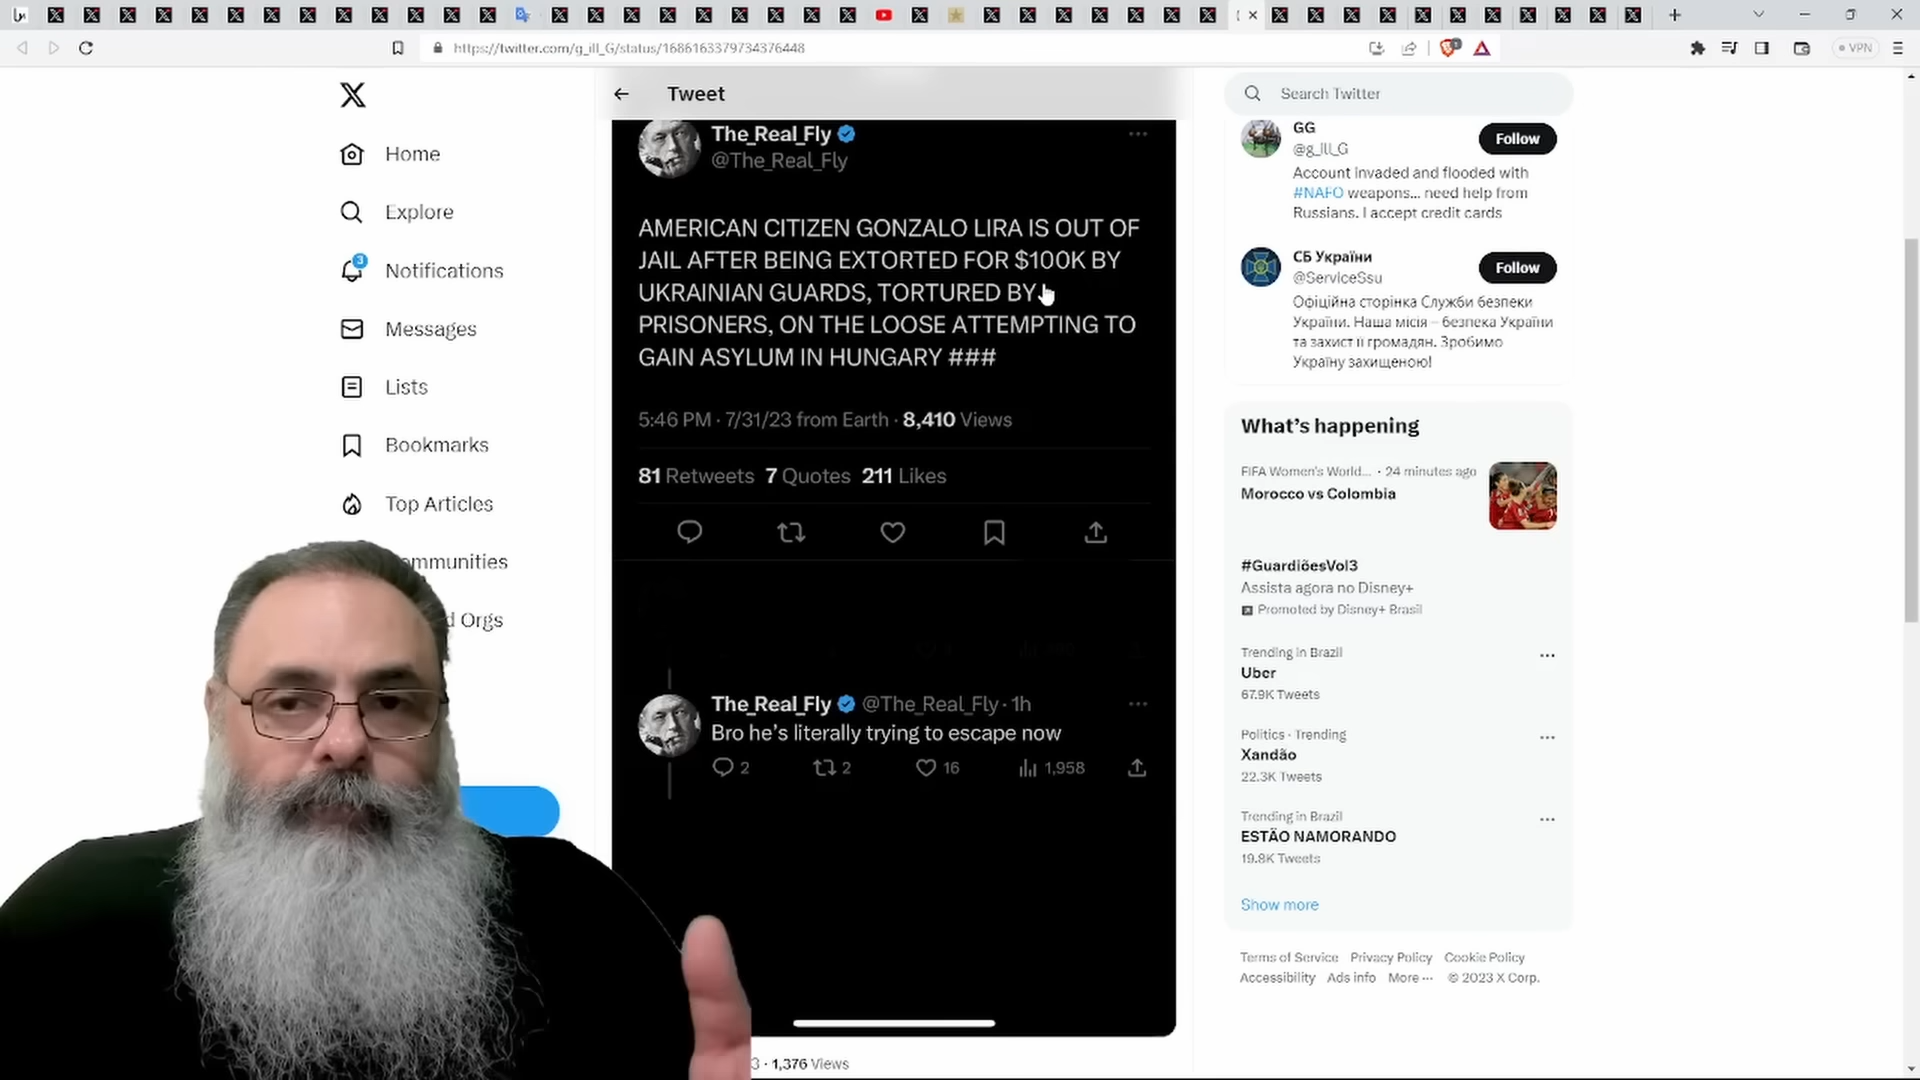 VPN
https://twitter.com/g_ill_G/status/1686163379734376448
Home
Explore
3
Notifications
Messages
Lists
Bookmarks
Top Articles
ommunities
d Orgs
Tweet
The_Real_Fly
@The_Real_Fly
AMERICAN CITIZEN GONZALO LIRA IS OUT OF
JAIL AFTER BEING EXTORTED FOR $100K BY
UKRAINIAN GUARDS, TORTURED BY
PRISONERS, ON THE LOOSE ATTEMPTING TO
GAIN ASYLUM IN HUNGARY ###
5:46 PM · 7/31/23 from Earth · 8,410 Views
81 Retweets 7 Quotes 211 Likes
The_Real_Fly @The_Real_Fly · 1h
Bro he's literally trying to escape now
2 2 16 1,958
3 · 1,376 Views
Search Twitter
GG
@g_Ill_G
Follow
Account Invaded and flooded with
#NAFO weapons... need help from
Russians. I accept credit cards
СБ України
@ServiceSsu
Follow
Офіційна сторінка Служби безпеки
України. Наша місія – безпека України
та захист її громадян. Зробимо
Україну захищеною!
What's happening
FIFA Women's World... · 24 minutes ago
Morocco vs Colombia
#GuardiõesVol3
Assista agora no Disney+
Promoted by Disney+ Brasil
Trending in Brazil
Uber
67.9K Tweets
Politics · Trending
Xandão
22.3K Tweets
Trending in Brazil
ESTÃO NAMORANDO
19.8K Tweets
Show more
Terms of Service Privacy Policy Cookie Policy
Accessibility Ads info More ··· © 2023 X Corp.